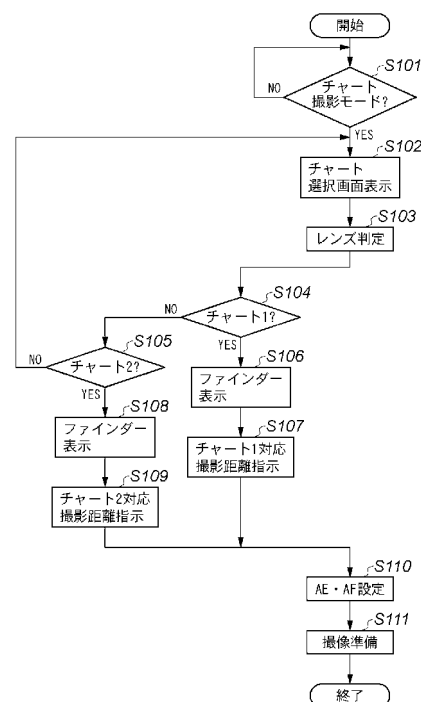 開始
S101
チャート
撮影モード?
NO
YES
S102
チャート
選択画面表示
S103
レンズ判定
S104
チャート1?
NO
YES
S105
チャート2?
NO
YES
S106
ファインダー
表示
S107
チャート1対応
撮影距離指示
S108
ファインダー
表示
S109
チャート2対応
撮影距離指示
S110
AE・AF設定
S111
撮像準備
終了